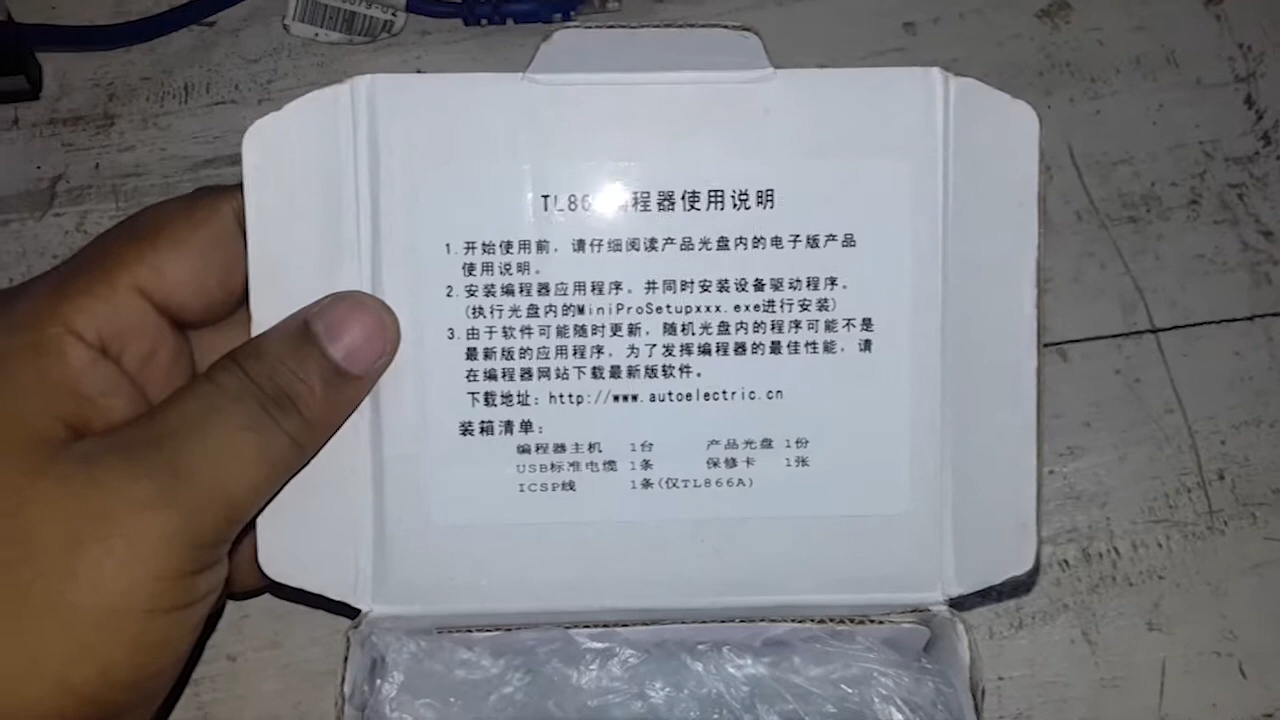 TL86 编程器使用说明
1.开始使用前，请仔细阅读产品光盘内的电子版产品
使用说明。
2.安装编程器应用程序。并同时安装设备驱动程序。
(执行光盘内的MiniProSetupxxx.exe进行安装)
3.由于软件可能随时更新，随机光盘内的程序可能不是
最新版的应用程序，为了发挥编程器的最佳性能，请
在编程器网站下载最新版软件。
下载地址：http://www.autoelectric.cn
装箱清单：
编程器主机 1台 产品光盘 1份
USB标准电缆 1条 保修卡 1张
ICSP线 1条(仅TL866A)